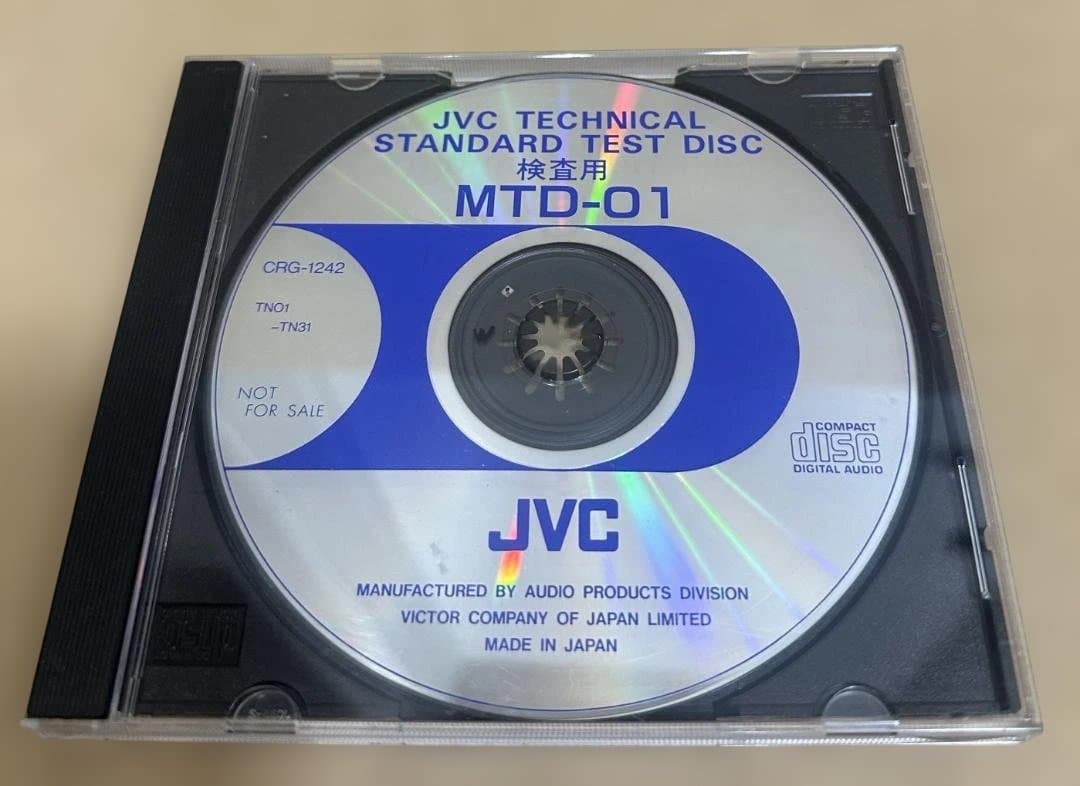 JVC TECHNICAL
STANDARD TEST DISC
検査用
MTD-01
CRG-1242
TN01
-TN31
NOT
FOR SALE
COMPACT
disc
DIGITAL AUDIO
JVC
MANUFACTURED BY AUDIO PRODUCTS DIVISION
VICTOR COMPANY OF JAPAN LIMITED
MADE IN JAPAN